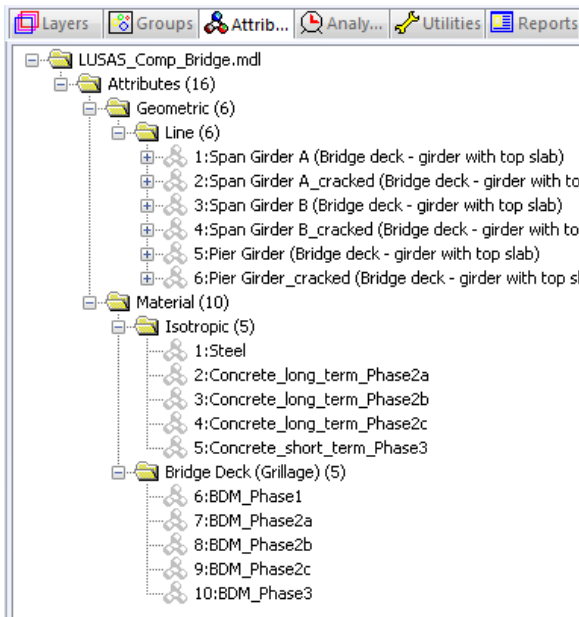 Layers Groups Attrib... Analy... Utilities Reports
LUSAS_Comp_Bridge.mdl
Attributes (16)
Geometric (6)
Line (6)
1:Span Girder A (Bridge deck - girder with top slab)
2:Span Girder A_cracked (Bridge deck - girder with to
3:Span Girder B (Bridge deck - girder with top slab)
4:Span Girder B_cracked (Bridge deck - girder with to
5:Pier Girder (Bridge deck - girder with top slab)
6:Pier Girder_cracked (Bridge deck - girder with top sl
Material (10)
Isotropic (5)
1:Steel
2:Concrete_long_term_Phase2a
3:Concrete_long_term_Phase2b
4:Concrete_long_term_Phase2c
5:Concrete_short_term_Phase3
Bridge Deck (Grillage) (5)
6:BDM_Phase1
7:BDM_Phase2a
8:BDM_Phase2b
9:BDM_Phase2c
10:BDM_Phase3